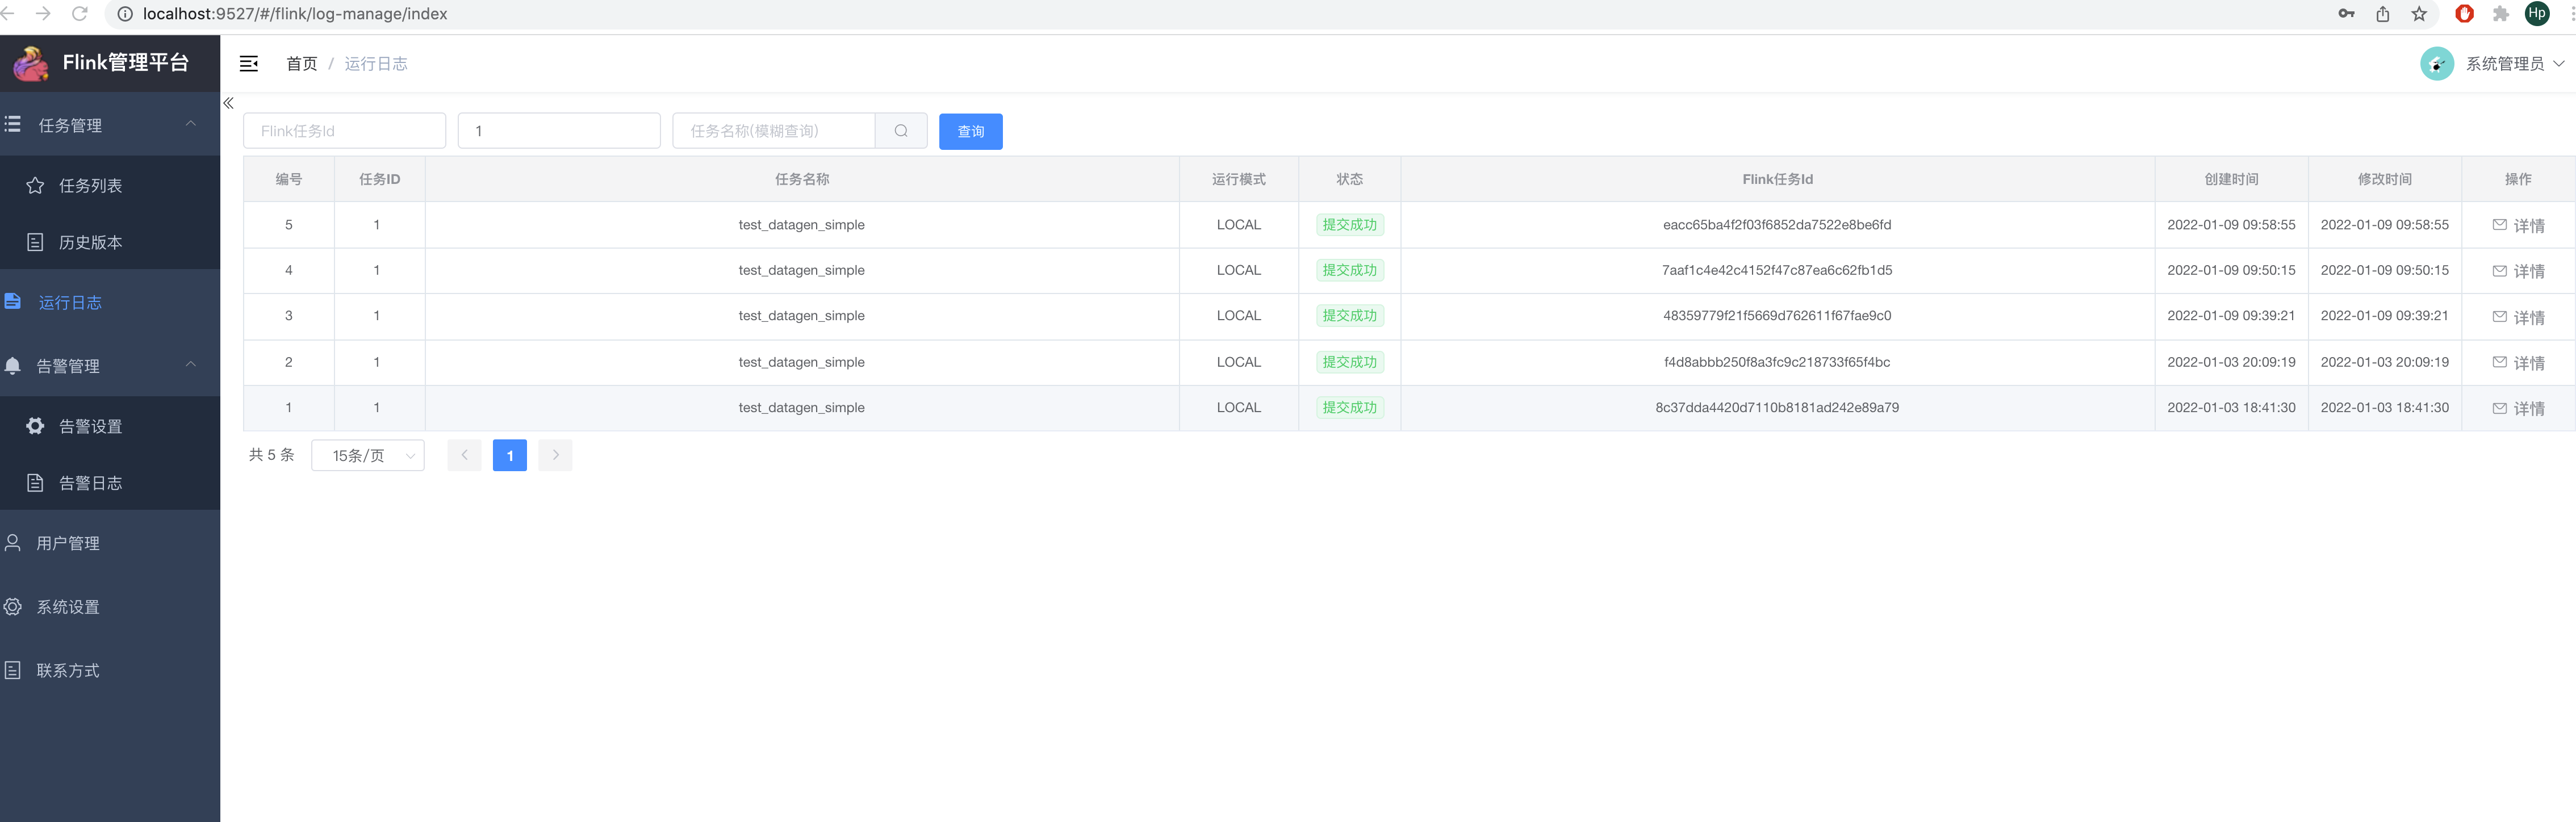 localhost:9527/#/flink/log-manage/index
Hp
Flink管理平台
首页 / 运行日志
系统管理员
任务管理
任务列表
历史版本
运行日志
告警管理
告警设置
告警日志
用户管理
系统设置
联系方式
Flink任务Id 1 任务名称(模糊查询) 查询
编号 任务ID 任务名称 运行模式 状态 Flink任务Id 创建时间 修改时间 操作
5 1 test_datagen_simple LOCAL 提交成功 eacc65ba4f2f03f6852da7522e8be6fd 2022-01-09 09:58:55 2022-01-09 09:58:55 详情
4 1 test_datagen_simple LOCAL 提交成功 7aaf1c4e42c4152f47c87ea6c62fb1d5 2022-01-09 09:50:15 2022-01-09 09:50:15 详情
3 1 test_datagen_simple LOCAL 提交成功 48359779f21f5669d762611f67fae9c0 2022-01-09 09:39:21 2022-01-09 09:39:21 详情
2 1 test_datagen_simple LOCAL 提交成功 f4d8abbb250f8a3fc9c218733f65f4bc 2022-01-03 20:09:19 2022-01-03 20:09:19 详情
1 1 test_datagen_simple LOCAL 提交成功 8c37dda4420d7110b8181ad242e89a79 2022-01-03 18:41:30 2022-01-03 18:41:30 详情
共 5 条 15条/页 1